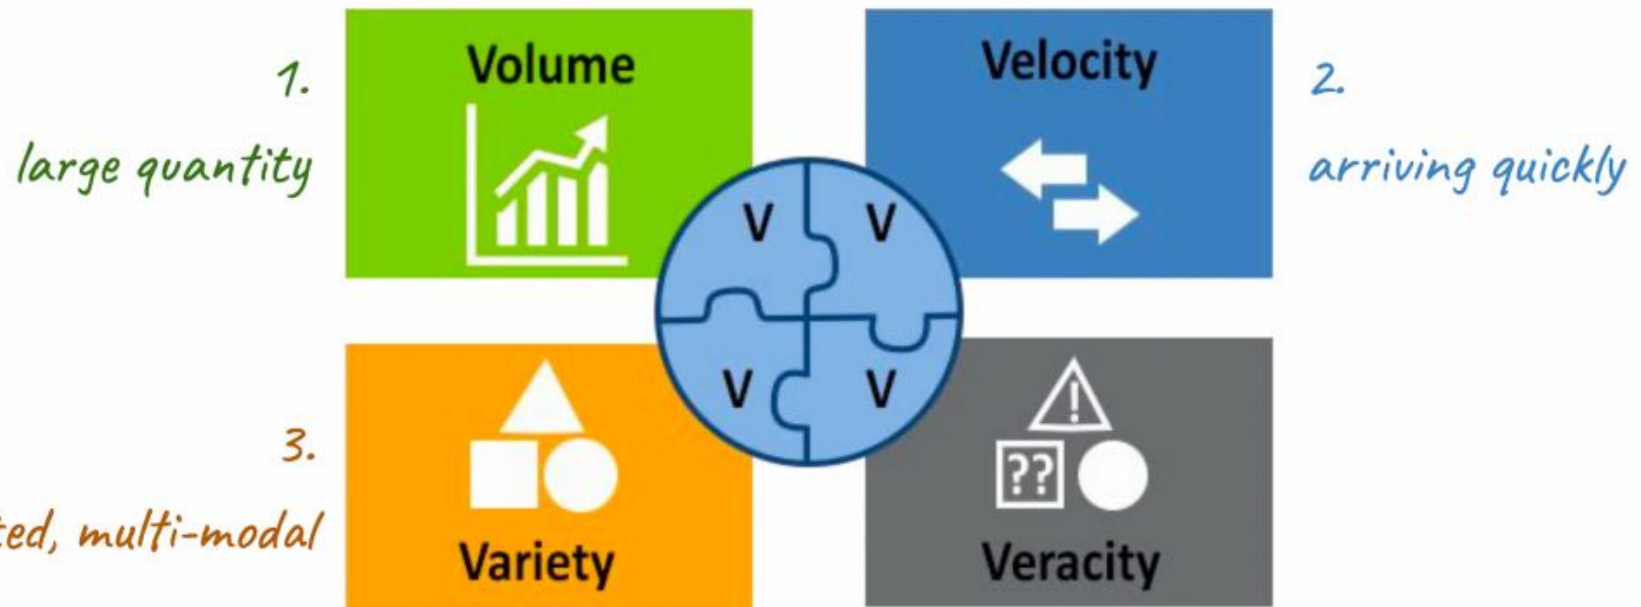 1.
large quantity
Volume
Velocity
2.
arriving quickly
V V
V V
3.
multi-modal
Variety
??
Veracity